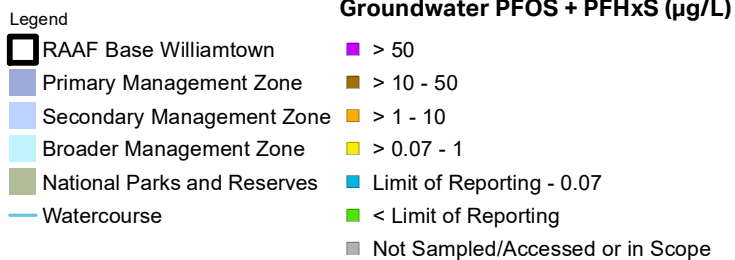 Legend
RAAF Base Williamtown
Primary Management Zone
Secondary Management Zone
Broader Management Zone
National Parks and Reserves
Watercourse
Groundwater PFOS + PFHxS (µg/L)
> 50
> 10 - 50
> 1 - 10
> 0.07 - 1
Limit of Reporting - 0.07
< Limit of Reporting
Not Sampled/Accessed or in Scope